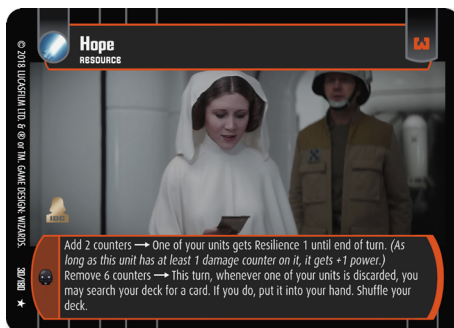 Hope
RESOURCE
3
IDC
Add 2 counters → One of your units gets Resilience 1 until end of turn. (As
long as this unit has at least 1 damage counter on it, it gets +1 power.)
Remove 6 counters → This turn, whenever one of your units is discarded, you
may search your deck for a card. If you do, put it into your hand. Shuffle your
deck.
© 2018 LUCASFILM LTD. & ® or TM. GAME DESIGN: WIZARDS.